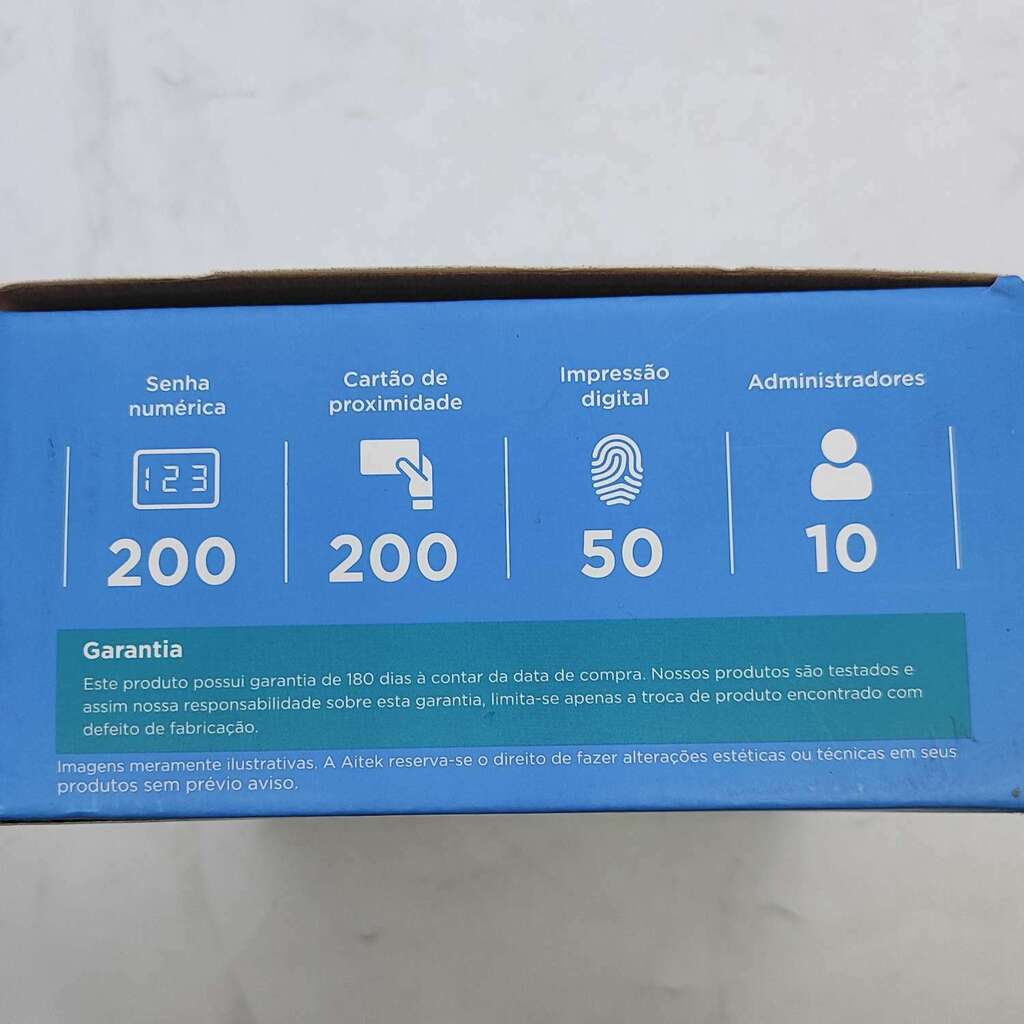 Senha
numérica
Cartão de
proximidade
Impressão
digital
Administradores
123
200
200
50
10
Garantia
Este produto possui garantia de 180 dias à contar da data de compra. Nossos produtos são testados e
assim nossa responsabilidade sobre esta garantia, limita-se apenas a troca de produto encontrado com
defeito de fabricação.
Imagens meramente ilustrativas. A Aitek reserva-se o direito de fazer alterações estéticas ou técnicas em seus
produtos sem prévio aviso.